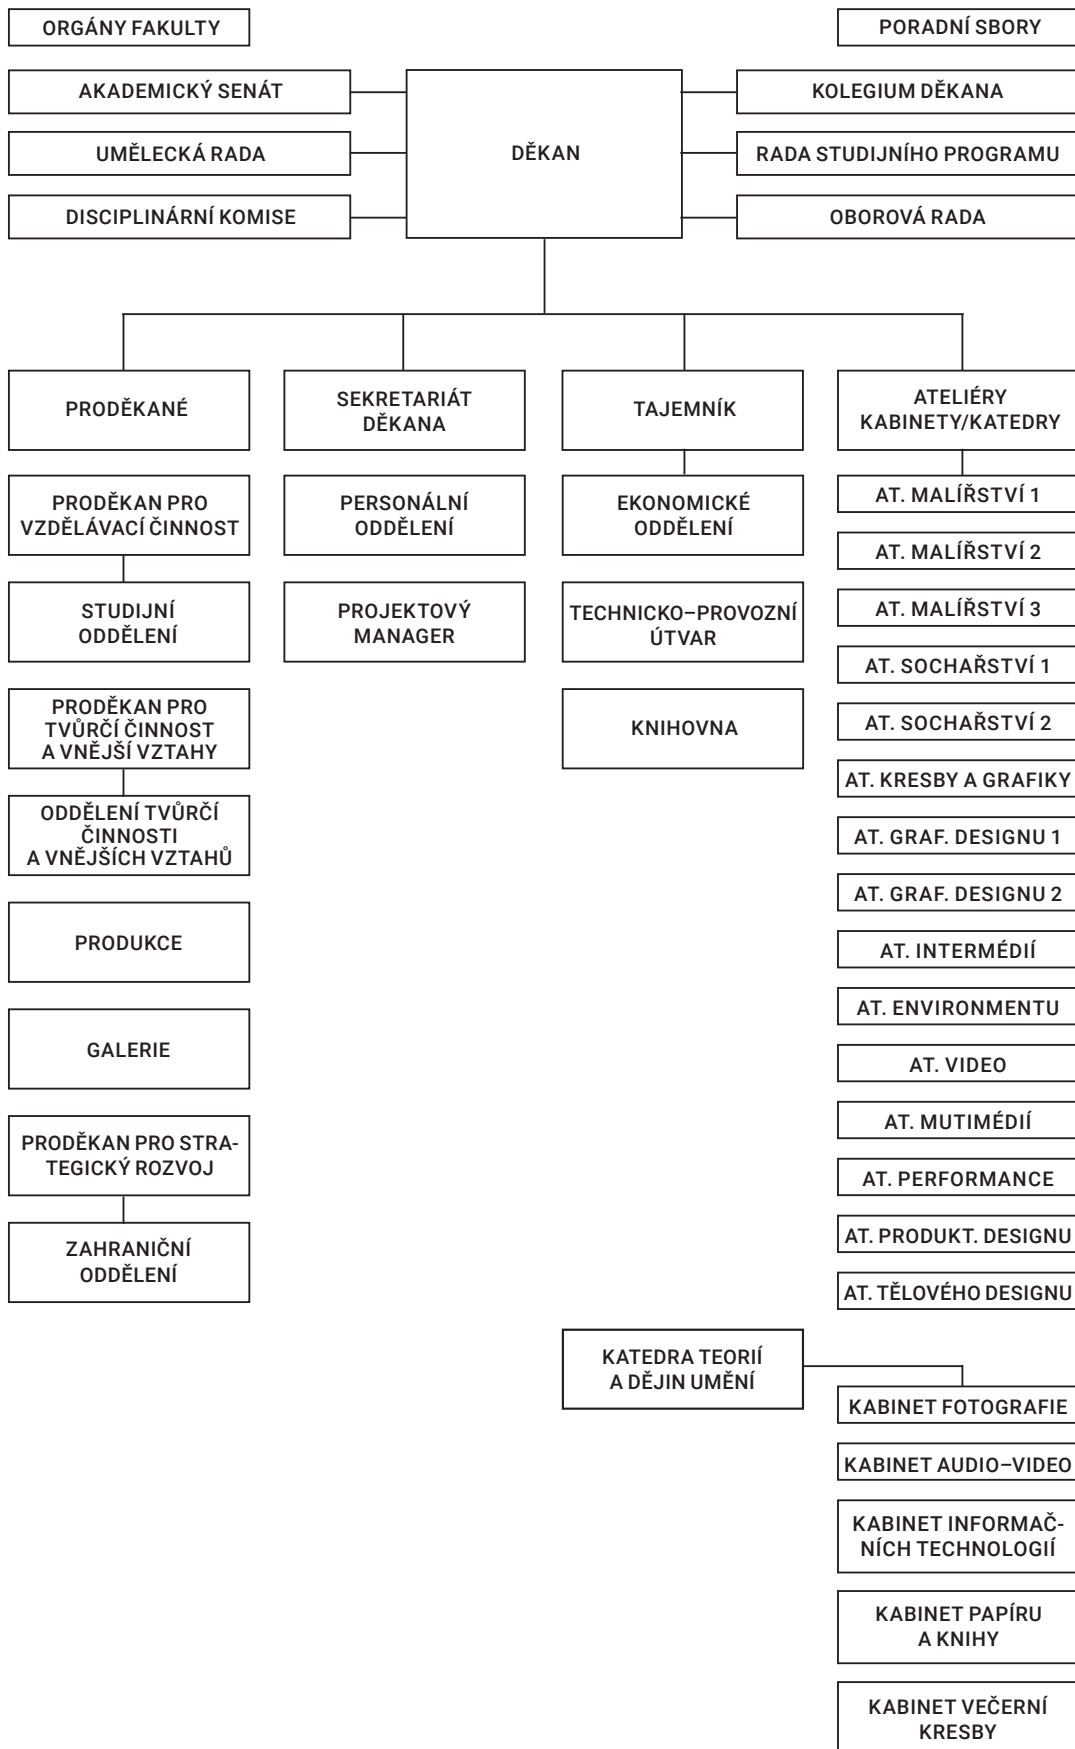 ORGÁNY FAKULTY
PORADNÍ SBORY
AKADEMICKÝ SENÁT
UMĚLECKÁ RADA
DISCIPLINÁRNÍ KOMISE
DĚKAN
KOLEGIUM DĚKANA
RADA STUDIJNÍHO PROGRAMU
OBOROVÁ RADA
PRODĚKANÉ
PRODĚKAN PRO
VZDĚLÁVACÍ ČINNOST
STUDIJNÍ
ODDĚLENÍ
PRODĚKAN PRO
TVŮRČÍ ČINNOST
A VNĚJŠÍ VZTAHY
ODDĚLENÍ TVŮRČÍ
ČINNOSTI
A VNĚJŠÍCH VZTAHŮ
PRODUKCE
GALERIE
PRODĚKAN PRO STRA-
TEGICKÝ ROZVOJ
ZAHRANIČNÍ
ODDĚLENÍ
SEKRETARIÁT
DĚKANA
PERSONÁLNÍ
ODDĚLENÍ
PROJEKTOVÝ
MANAGER
TAJEMNÍK
EKONOMICKÉ
ODDĚLENÍ
TECHNICKO–PROVOZNÍ
ÚTVAR
KNIHOVNA
ATELIÉRY
KABINETY/KATEDRY
AT. MALÍŘSTVÍ 1
AT. MALÍŘSTVÍ 2
AT. MALÍŘSTVÍ 3
AT. SOCHAŘSTVÍ 1
AT. SOCHAŘSTVÍ 2
AT. KRESBY A GRAFIKY
AT. GRAF. DESIGNU 1
AT. GRAF. DESIGNU 2
AT. INTERMÉDIÍ
AT. ENVIRONMENTU
AT. VIDEO
AT. MUTIMÉDIÍ
AT. PERFORMANCE
AT. PRODUKT. DESIGNU
AT. TĚLOVÉHO DESIGNU
KATEDRA TEORIÍ
A DĚJIN UMĚNÍ
KABINET FOTOGRAFIE
KABINET AUDIO–VIDEO
KABINET INFORMAČ-
NÍCH TECHNOLOGIÍ
KABINET PAPÍRU
A KNIHY
KABINET VEČERNÍ
KRESBY